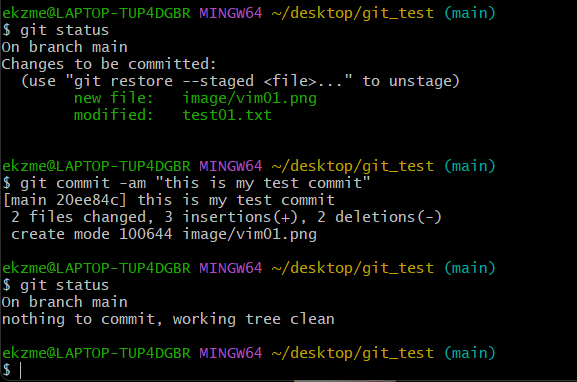 ekzme@LAPTOP-TUP4DGBR MINGW64 ~/desktop/git_test (main)
$ git status
On branch main
Changes to be committed:
  (use "git restore --staged <file>..." to unstage)
        new file:   image/vim01.png
        modified:   test01.txt

ekzme@LAPTOP-TUP4DGBR MINGW64 ~/desktop/git_test (main)
$ git commit -am "this is my test commit"
[main 20ee84c] this is my test commit
 2 files changed, 3 insertions(+), 2 deletions(-)
 create mode 100644 image/vim01.png

ekzme@LAPTOP-TUP4DGBR MINGW64 ~/desktop/git_test (main)
$ git status
On branch main
nothing to commit, working tree clean

ekzme@LAPTOP-TUP4DGBR MINGW64 ~/desktop/git_test (main)
$